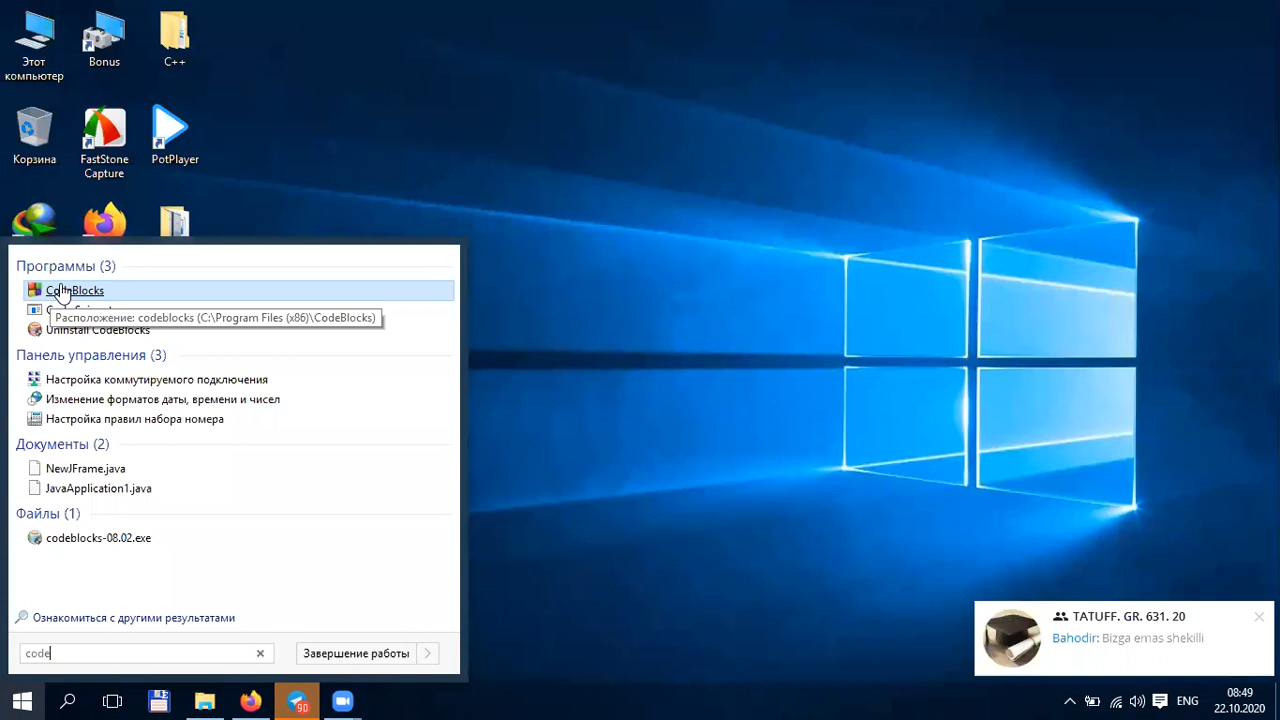 Этот
компьютер
Bonus
C++
Корзина
FastStone
Capture
PotPlayer
Программы (3)
CodeBlocks
Расположение: codeblocks (C:\Program Files (x86)\CodeBlocks)
Uninstall CodeBlocks
Панель управления (3)
Настройка коммутируемого подключения
Изменение форматов даты, времени и чисел
Настройка правил набора номера
Документы (2)
NewJFrame.java
JavaApplication1.java
Файлы (1)
codeblocks-08.02.exe
Ознакомиться с другими результатами
code
Завершение работы
TATUFF. GR. 631. 20
Bahodir: Bizga emas shekilli
90
ENG
08:49
22.10.2020